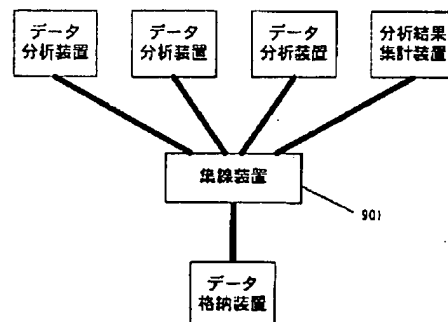 データ
分析装置
データ
分析装置
データ
分析装置
分析結果
集計装置
集線装置
901
データ
格納装置